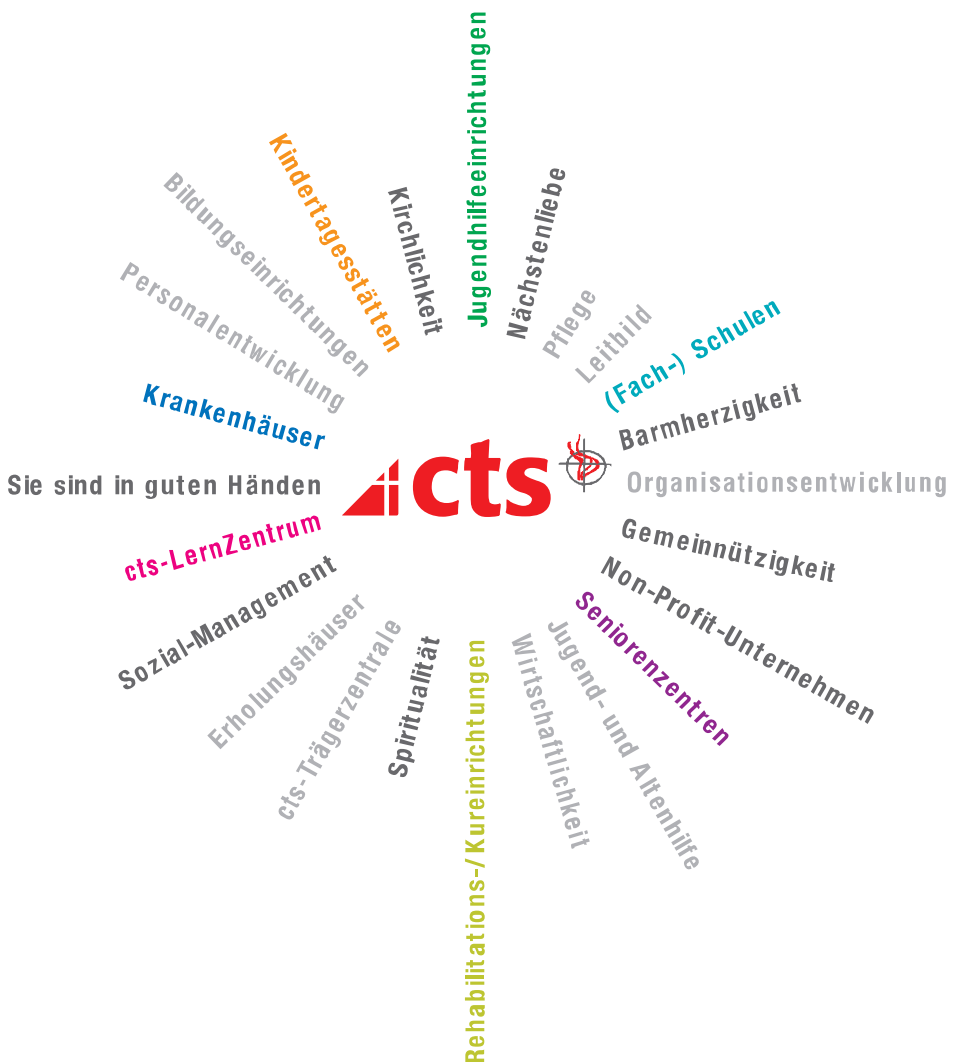 Jugendhilfeeinrichtungen
Nächstenliebe
Pflege
Leitbild
(Fach-) Schulen
Barmherzigkeit
Organisationsentwicklung
Gemeinnützigkeit
Non-Profit-Unternehmen
Seniorenzentren
Jugend- und Altenhilfe
Wirtschaftlichkeit
Rehabilitations-/Kureinrichtungen
Spiritualität
cts-Trägerzentrale
Erholungshäuser
Sozial-Management
cts-LernZentrum
Sie sind in guten Händen
Krankenhäuser
Personalentwicklung
Bildungseinrichtungen
Kindertagesstätten
Kirchlichkeit
cts